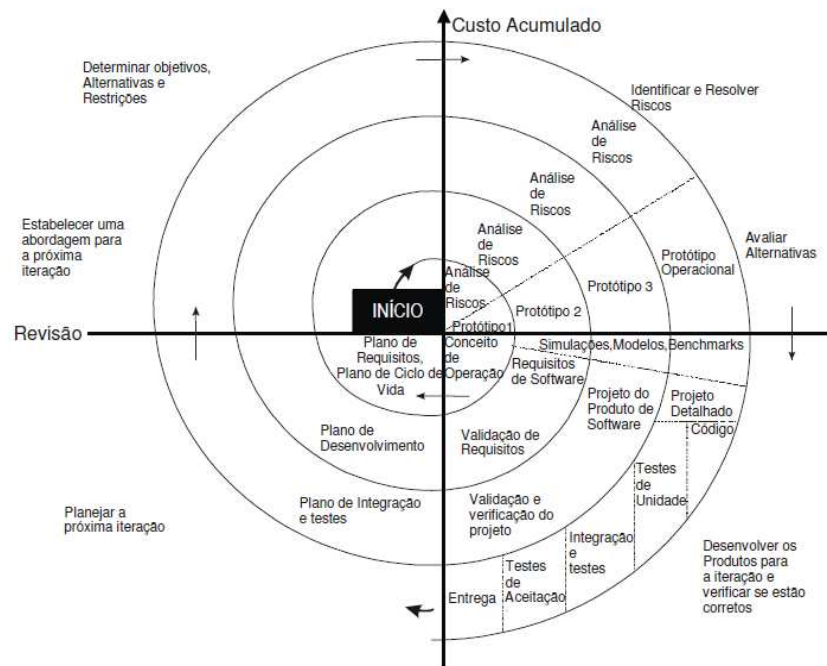 Custo Acumulado
Determinar objetivos,
Alternativas e
Restrições
Identificar e Resolver
Riscos
Análise
de
Riscos
Análise
de
Riscos
Análise
de
Riscos
Análise
de
Riscos
Estabelecer uma
abordagem para
a próxima
iteração
Avaliar
Alternativas
Protótipo
Operacional
Protótipo 3
Protótipo 2
Protótipo1
INÍCIO
Revisão
Plano de
Requisitos,
Plano de Ciclo de
Vida
Conceito
de
Operação
Simulações,Modelos,Benchmarks
Requisitos
de Software
Projeto do
Produto de
Software
Projeto
Detalhado
Código
Plano de
Desenvolvimento
Validação de
Requisitos
Testes
de
Unidade
Planejar a
próxima iteração
Plano de Integração
e testes
Validação e
verificação do
projeto
Integração
e
testes
Testes
de
Aceitação
Entrega
Desenvolver os
Produtos para
a iteração e
verificar se estão
corretos